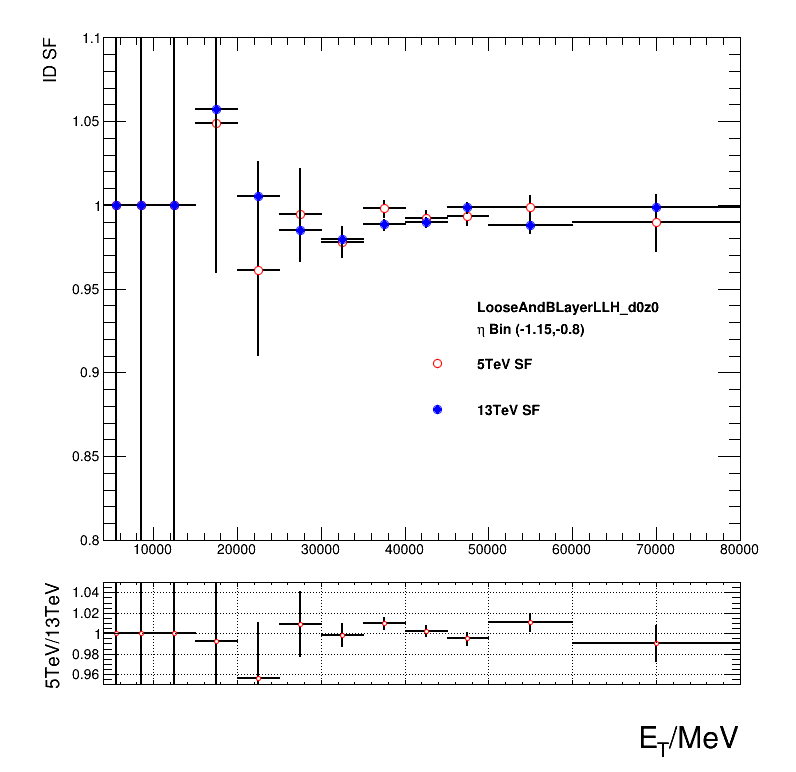 ID SF
1.1
1.05
1
0.95
0.9
0.85
0.8
LooseAndBLayerLLH_d0z0
η Bin (-1.15,-0.8)
5TeV SF
13TeV SF
10000 20000 30000 40000 50000 60000 70000 80000
5TeV/13TeV
1.04
1.02
1
0.98
0.96
E_T/MeV